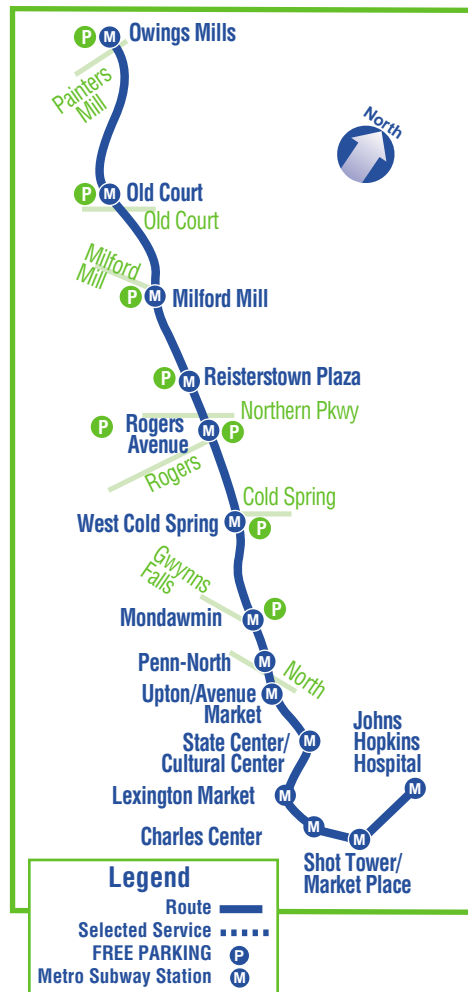 P M Owings Mills
Painters
Mill
North
P M Old Court
Old Court
Milford
Mill
P M Milford Mill
P M Reisterstown Plaza
Northern Pkwy
P Rogers
Avenue M P
Rogers
Cold Spring
West Cold Spring M P
Gwynns
Falls
P
Mondawmin M
Penn-North M
North
Upton/Avenue
Market M
State Center/
Cultural Center M
Johns
Hopkins
Hospital
M
Lexington Market M
Charles Center M
M
Shot Tower/
Market Place
Legend
Route
Selected Service
FREE PARKING P
Metro Subway Station M